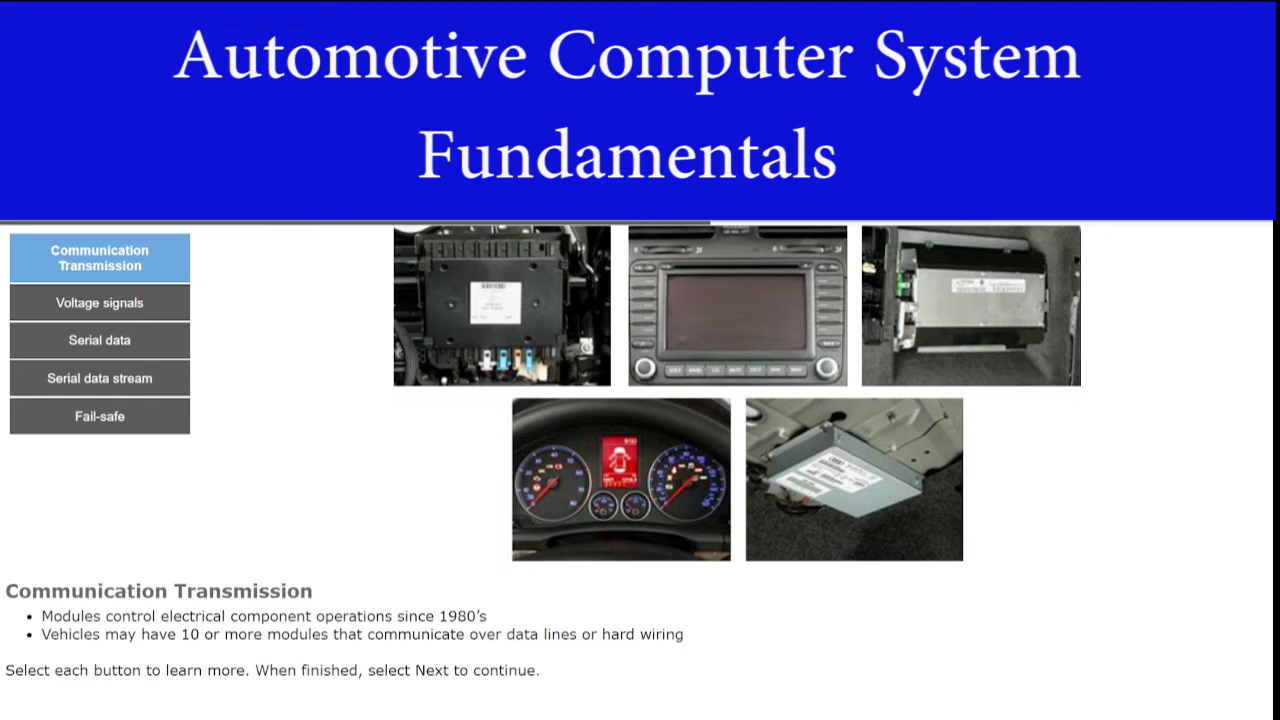 Automotive Computer System
Fundamentals
Communication
Transmission
Voltage signals
Serial data
Serial data stream
Fail-safe
Communication Transmission
• Modules control electrical component operations since 1980’s
• Vehicles may have 10 or more modules that communicate over data lines or hard wiring
Select each button to learn more. When finished, select Next to continue.